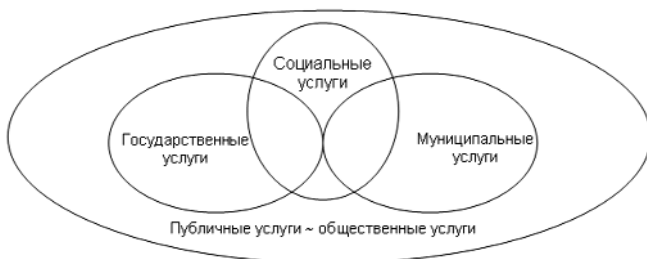 Социальные
услуги
Государственные
услуги
Муниципальные
услуги
Публичные услуги ~ общественные услуги